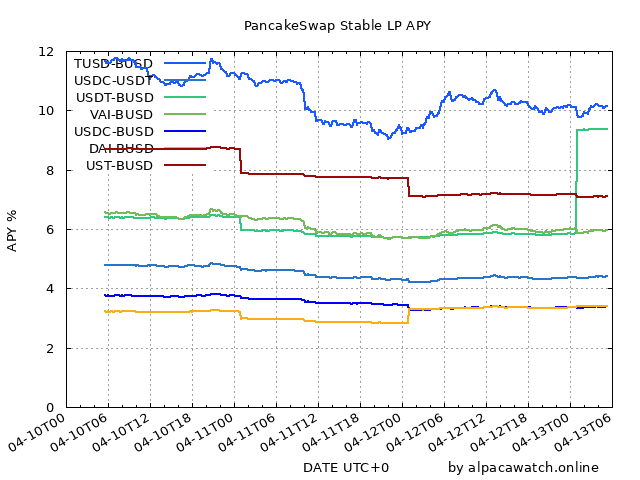 PancakeSwap Stable LP APY
12
TUSD-BUSD
USDC-USDT
USDT-BUSD
VAI-BUSD
USDC-BUSD
DAI-BUSD
UST-BUSD
10
8
6
4
2
0
APY %
04-10T00
04-10T06
04-10T12
04-10T18
04-11T00
04-11T06
04-11T12
04-11T18
04-12T00
04-12T06
04-12T12
04-12T18
04-13T00
04-13T06
DATE UTC+0
by alpacawatch.online